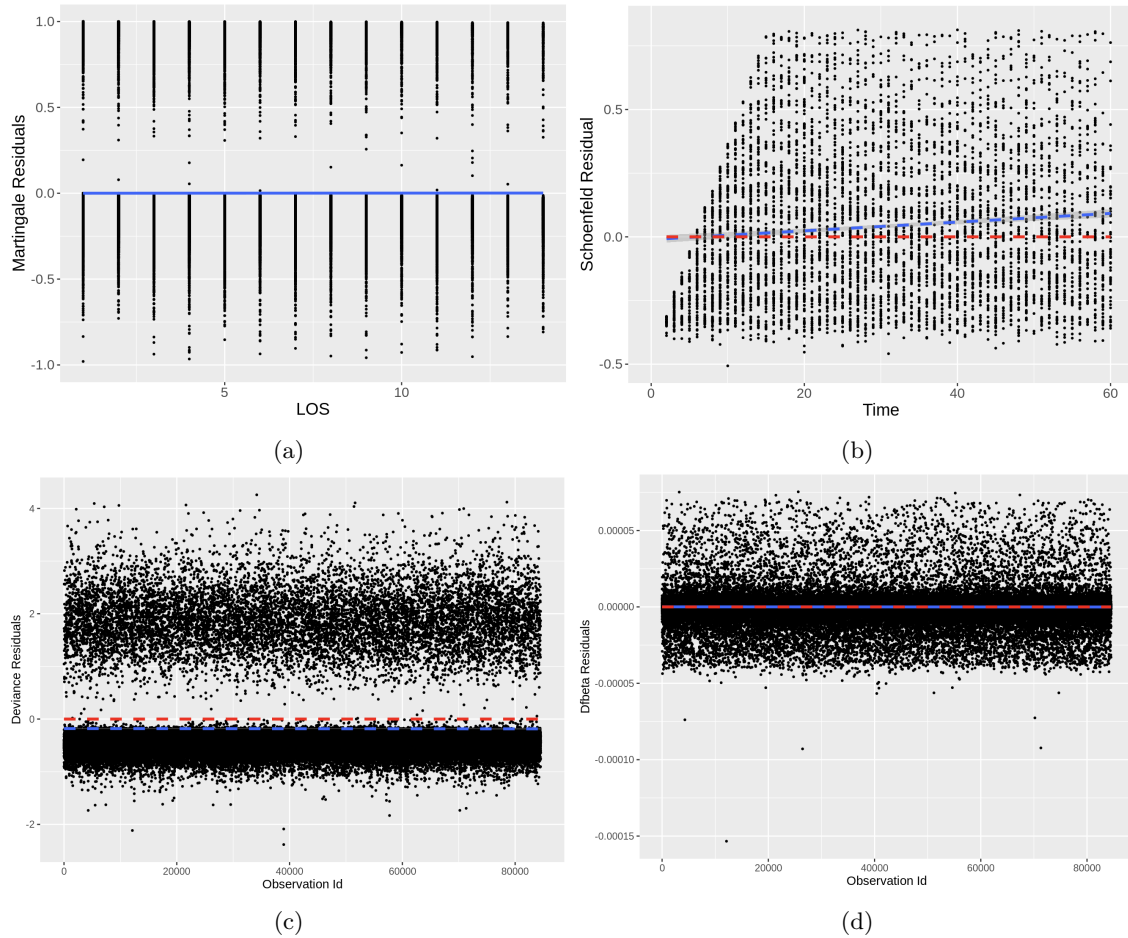 1.0
0.5
0.0
-0.5
-1.0
Martingale Residuals
5
10
LOS
(a)
0.5
0.0
-0.5
Schoenfeld Residual
0
20
40
60
Time
(b)
4
2
0
-2
Deviance Residuals
0
20000
40000
60000
80000
Observation Id
(c)
0.00005
0.00000
-0.00005
-0.00010
-0.00015
Dfbeta Residuals
0
20000
40000
60000
80000
Observation Id
(d)